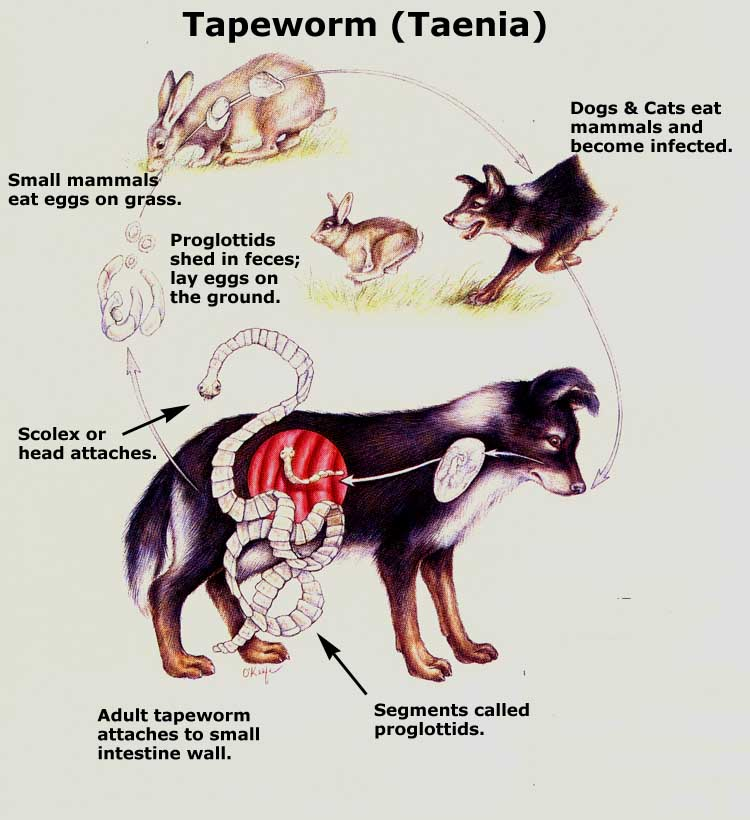 Tapeworm (Taenia)
Dogs & Cats eat
mammals and
become infected.
Small mammals
eat eggs on grass.
Proglottids
shed in feces;
lay eggs on
the ground.
Scolex or
head attaches.
O'Keefe
Adult tapeworm
attaches to small
intestine wall.
Segments called
proglottids.